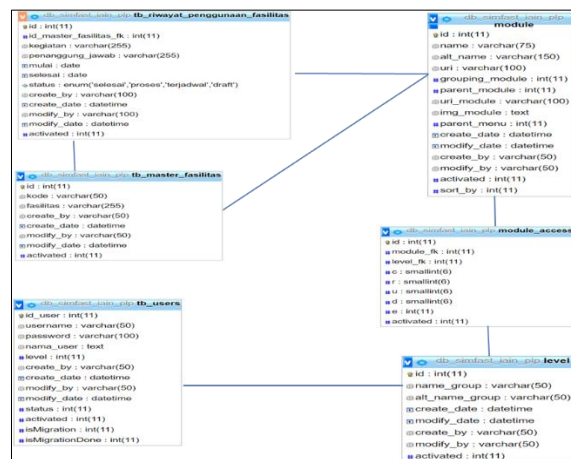 db_simfast_iain_plp tb_riwayat_penggunaan_fasilitas
id : int(11)
id_master_fasilitas_fk : int(11)
kegiatan : varchar(255)
penanggung_jawab : varchar(255)
mulai : date
selesai : date
status : enum('selesai','proses','terjadwal','draft')
create_by : varchar(100)
create_date : datetime
modify_by : varchar(100)
modify_date : datetime
activated : int(11)
db_simfast_iain_plp
module
id : int(11)
name : varchar(75)
alt_name : varchar(150)
uri : varchar(100)
grouping_module : int(11)
parent_module : int(11)
uri_module : varchar(100)
img_module : text
parent_menu : int(11)
create_date : datetime
modify_date : datetime
create_by : varchar(50)
modify_by : varchar(50)
activated : int(11)
sort_by : int(11)
db_simfast_iain_plp tb_master_fasilitas
id : int(11)
kode : varchar(50)
fasilitas : varchar(255)
create_by : varchar(50)
create_date : datetime
modify_by : varchar(50)
modify_date : datetime
activated : int(11)
db_simfast_iain_plp module_access
id : int(11)
module_fk : int(11)
level_fk : int(11)
c : smallint(6)
r : smallint(6)
u : smallint(6)
d : smallint(6)
e : int(11)
activated : int(11)
db_simfast_iain_plp tb_users
id_user : int(11)
username : varchar(50)
password : varchar(100)
nama_user : text
level : int(11)
create_by : varchar(50)
create_date : datetime
modify_by : varchar(50)
modify_date : datetime
status : int(11)
activated : int(11)
isMigration : int(11)
isMigrationDone : int(11)
db_simfast_iain_plp level
id : int(11)
name_group : varchar(50)
alt_name_group : varchar(50)
create_date : datetime
modify_date : datetime
create_by : varchar(50)
modify_by : varchar(50)
activated : int(11)